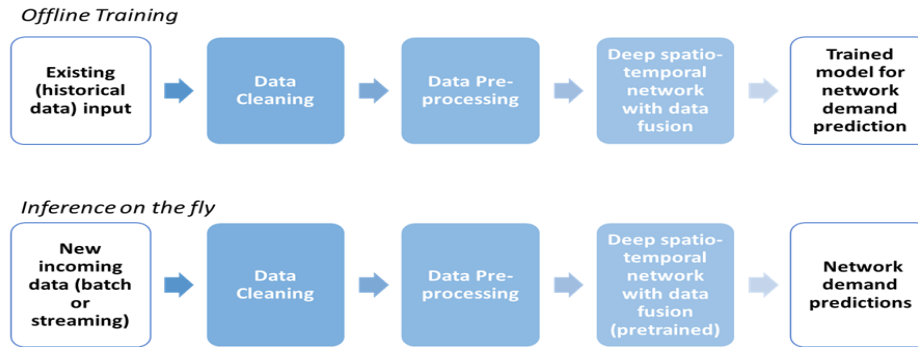 Offline Training
Existing
(historical
data) input
Data
Cleaning
Data Pre-
processing
Deep spatio-
temporal
network
with data
fusion
Trained
model for
network
demand
prediction
Inference on the fly
New
incoming
data (batch
or
streaming)
Data
Cleaning
Data Pre-
processing
Deep spatio-
temporal
network
with data
fusion
(pretrained)
Network
demand
predictions